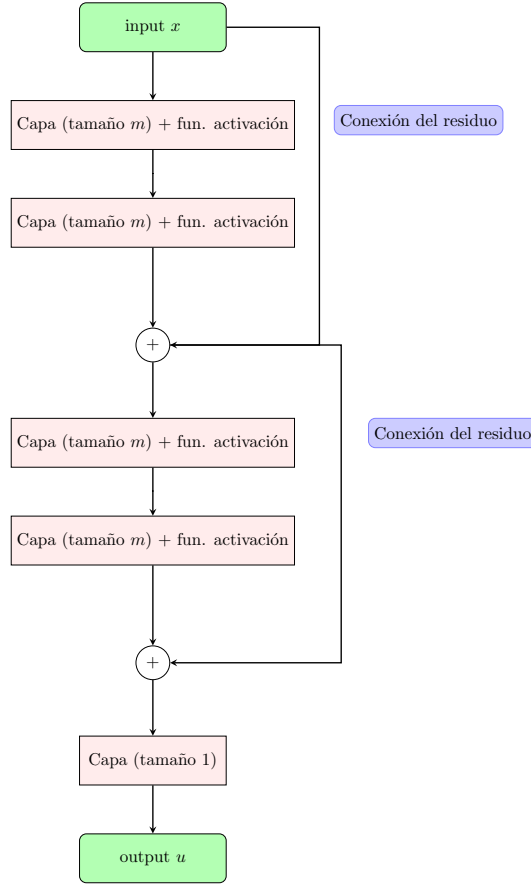 input x
Capa (tamaño m) + fun. activación
Conexión del residuo
Capa (tamaño m) + fun. activación
+
Capa (tamaño m) + fun. activación
Conexión del residuo
Capa (tamaño m) + fun. activación
+
Capa (tamaño 1)
output u